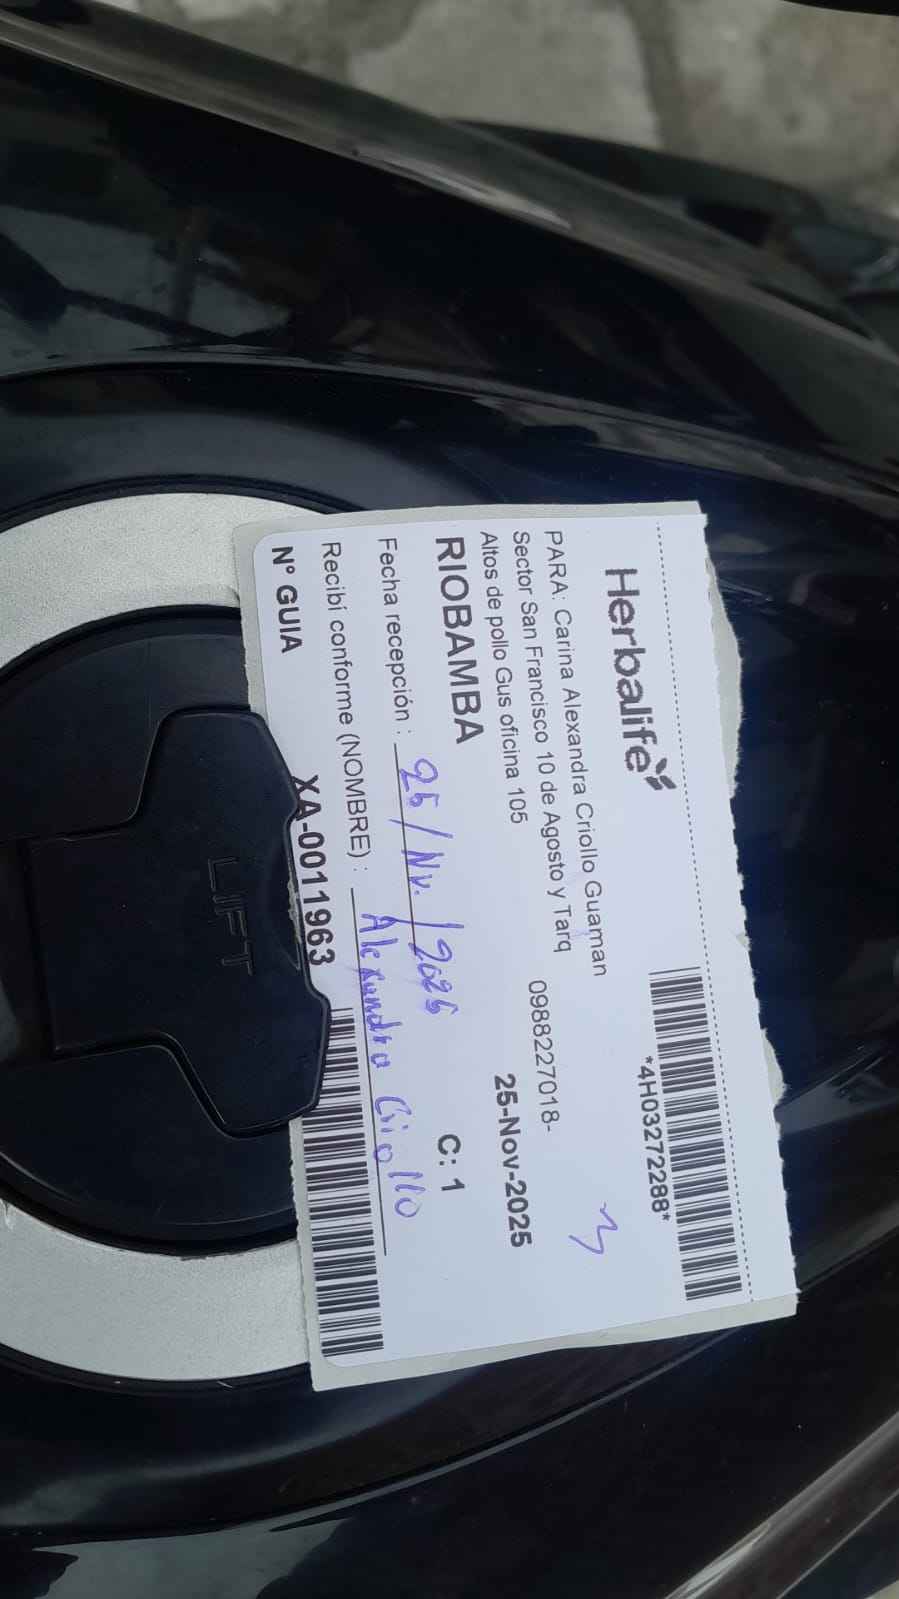 *4H03272288*
Herbalife
PARA: Carina Alexandra Criollo Guaman
Sector San Francisco 10 de Agosto y Tarq 0988227018-
Altos de pollo Gus oficina 105 25-Nov-2025
RIOBAMBA C: 1
Fecha recepción : 25 / Nv. / 2025
Recibí conforme (NOMBRE) : Alexandra Criollo
Nº GUIA XA-0011963
LIFT